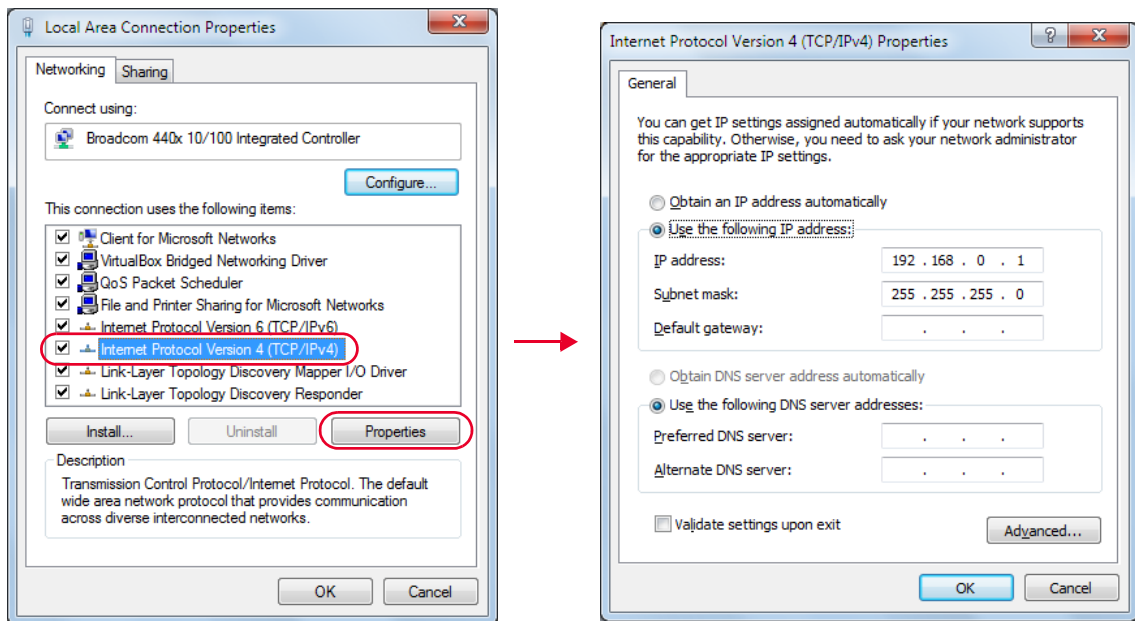 Local Area Connection Properties
Networking
Sharing
Connect using:
Broadcom 440x 10/100 Integrated Controller
Configure...
This connection uses the following items:
Client for Microsoft Networks
VirtualBox Bridged Networking Driver
QoS Packet Scheduler
File and Printer Sharing for Microsoft Networks
Internet Protocol Version 6 (TCP/IPv6)
Internet Protocol Version 4 (TCP/IPv4)
Link-Layer Topology Discovery Mapper I/O Driver
Link-Layer Topology Discovery Responder
Install...
Uninstall
Properties
Description
Transmission Control Protocol/Internet Protocol. The default
wide area network protocol that provides communication
across diverse interconnected networks.
OK
Cancel
Internet Protocol Version 4 (TCP/IPv4) Properties
General
You can get IP settings assigned automatically if your network supports
this capability. Otherwise, you need to ask your network administrator
for the appropriate IP settings.
Obtain an IP address automatically
Use the following IP address:
IP address: 192 . 168 . 0 . 1
Subnet mask: 255 . 255 . 255 . 0
Default gateway: . . .
Obtain DNS server address automatically
Use the following DNS server addresses:
Preferred DNS server: . . .
Alternate DNS server: . . .
Validate settings upon exit
Advanced...
OK
Cancel